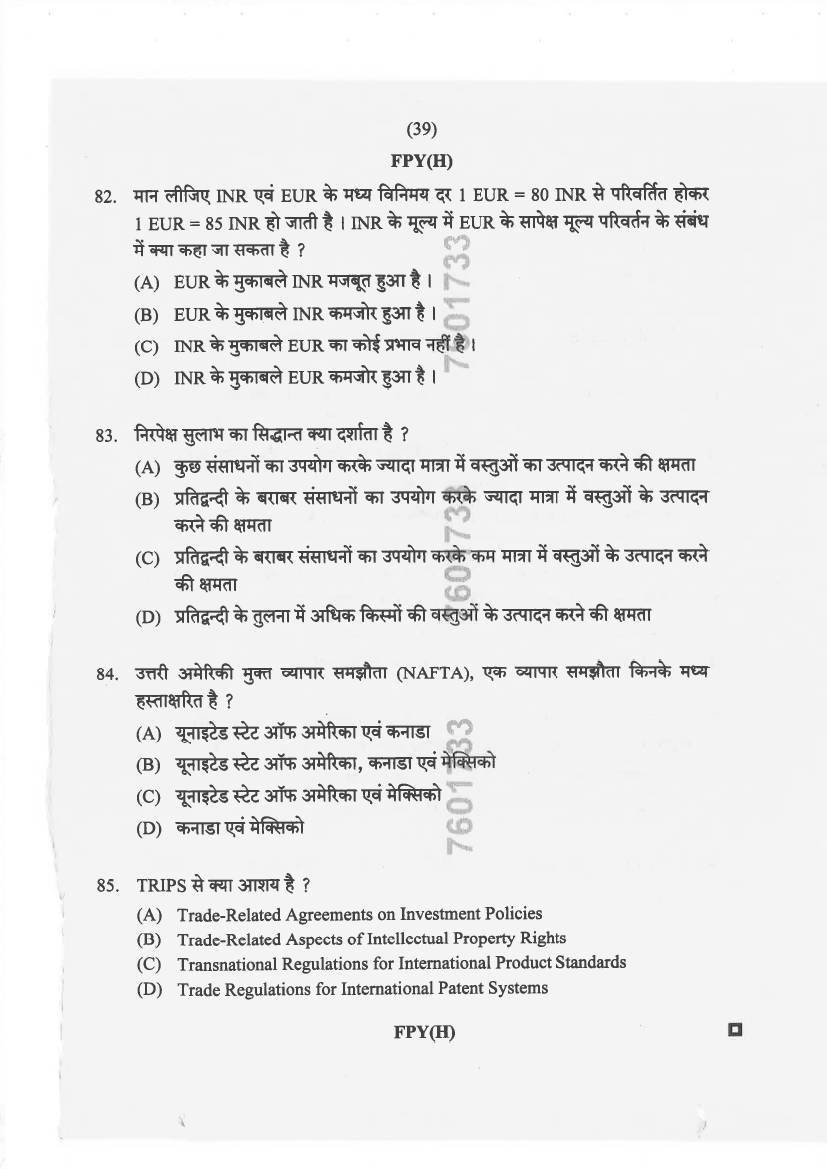 (39)
FPY(H)
82. मान लीजिए INR एवं EUR के मध्य विनिमय दर 1 EUR = 80 INR से परिवर्तित होकर
1 EUR = 85 INR हो जाती है । INR के मूल्य में EUR के सापेक्ष मूल्य परिवर्तन के संबंध
में क्या कहा जा सकता है ?
(A) EUR के मुकाबले INR मजबूत हुआ है ।
(B) EUR के मुकाबले INR कमजोर हुआ है ।
(C) INR के मुकाबले EUR का कोई प्रभाव नहीं है ।
(D) INR के मुकाबले EUR कमजोर हुआ है ।
7601733
83. निरपेक्ष सुलाभ का सिद्धान्त क्या दर्शाता है ?
(A) कुछ संसाधनों का उपयोग करके ज्यादा मात्रा में वस्तुओं का उत्पादन करने की क्षमता
(B) प्रतिद्वन्दी के बराबर संसाधनों का उपयोग करके ज्यादा मात्रा में वस्तुओं के उत्पादन
करने की क्षमता
(C) प्रतिद्वन्दी के बराबर संसाधनों का उपयोग करके कम मात्रा में वस्तुओं के उत्पादन करने
की क्षमता
(D) प्रतिद्वन्दी के तुलना में अधिक किस्मों की वस्तुओं के उत्पादन करने की क्षमता
7601733
84. उत्तरी अमेरिकी मुक्त व्यापार समझौता (NAFTA), एक व्यापार समझौता किनके मध्य
हस्ताक्षरित है ?
(A) यूनाइटेड स्टेट ऑफ अमेरिका एवं कनाडा
(B) यूनाइटेड स्टेट ऑफ अमेरिका, कनाडा एवं मेक्सिको
(C) यूनाइटेड स्टेट ऑफ अमेरिका एवं मेक्सिको
(D) कनाडा एवं मेक्सिको
7601733
85. TRIPS से क्या आशय है ?
(A) Trade-Related Agreements on Investment Policies
(B) Trade-Related Aspects of Intellectual Property Rights
(C) Transnational Regulations for International Product Standards
(D) Trade Regulations for International Patent Systems
FPY(H)